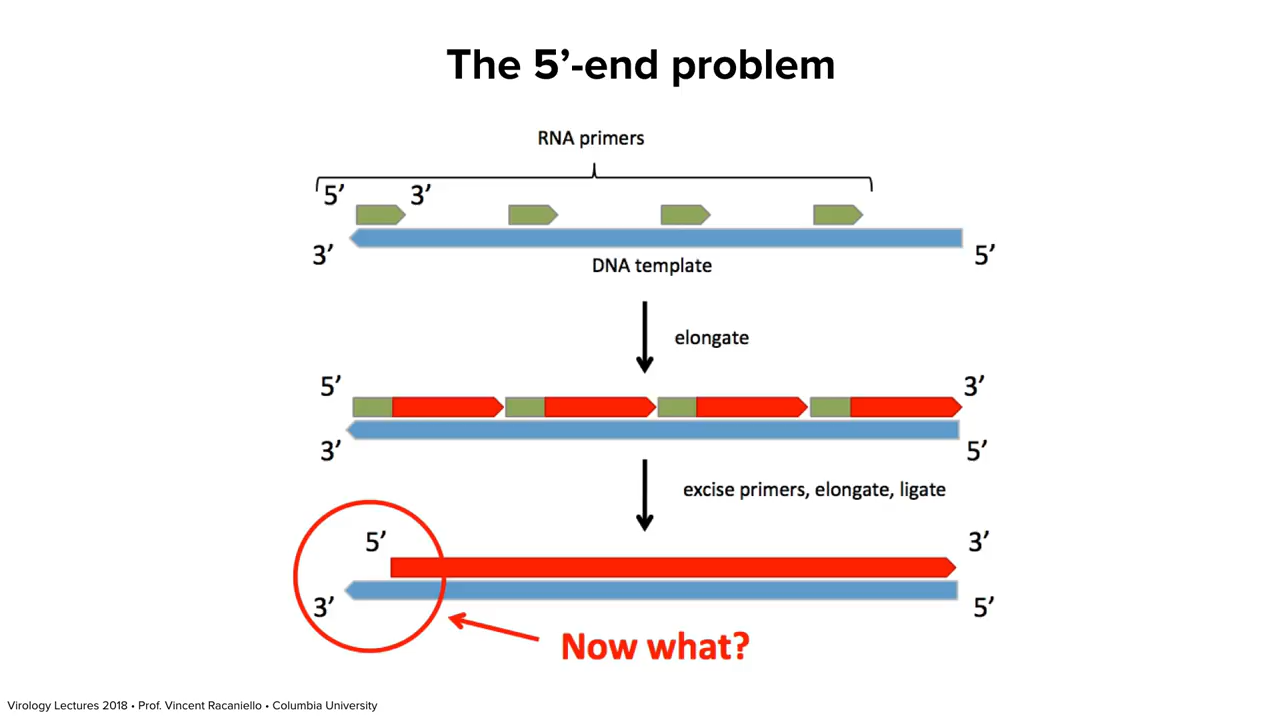 The 5’-end problem
RNA primers
5’ 3’
3’ 5’
DNA template
elongate
5’ 3’
3’ 5’
excise primers, elongate, ligate
5’ 3’
3’ 5’
Now what?
Virology Lectures 2018 • Prof. Vincent Racaniello • Columbia University